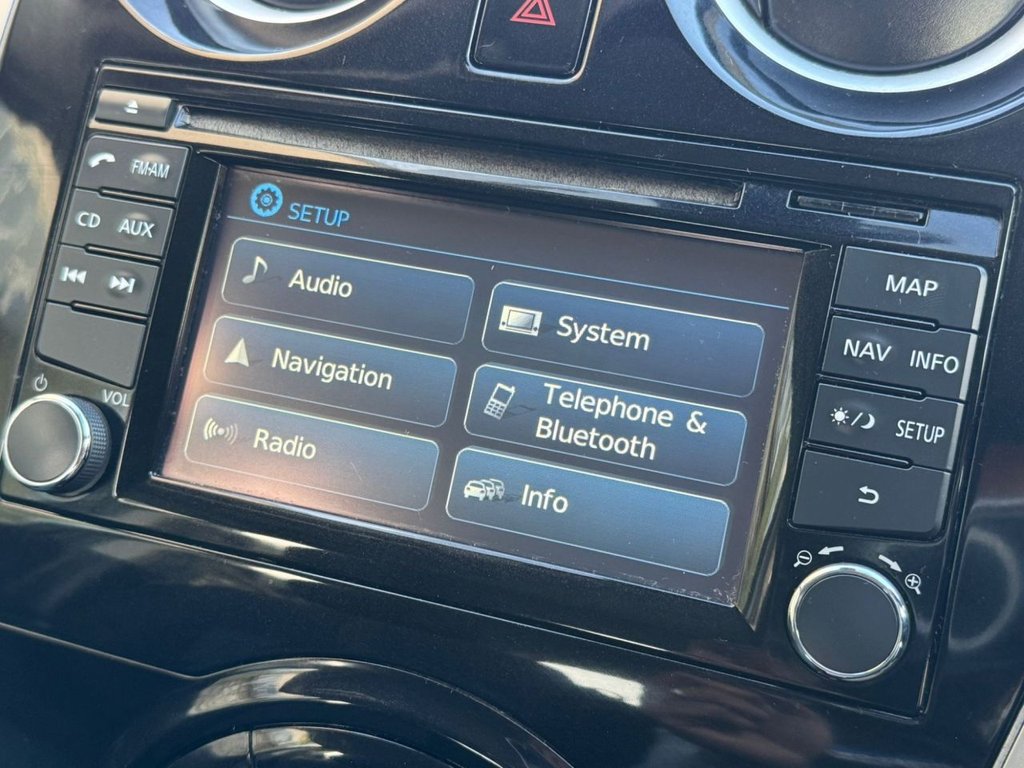 FM·AM
CD AUX
VOL
SETUP
Audio
Navigation
Radio
System
Telephone &
Bluetooth
Info
MAP
NAV INFO
SETUP